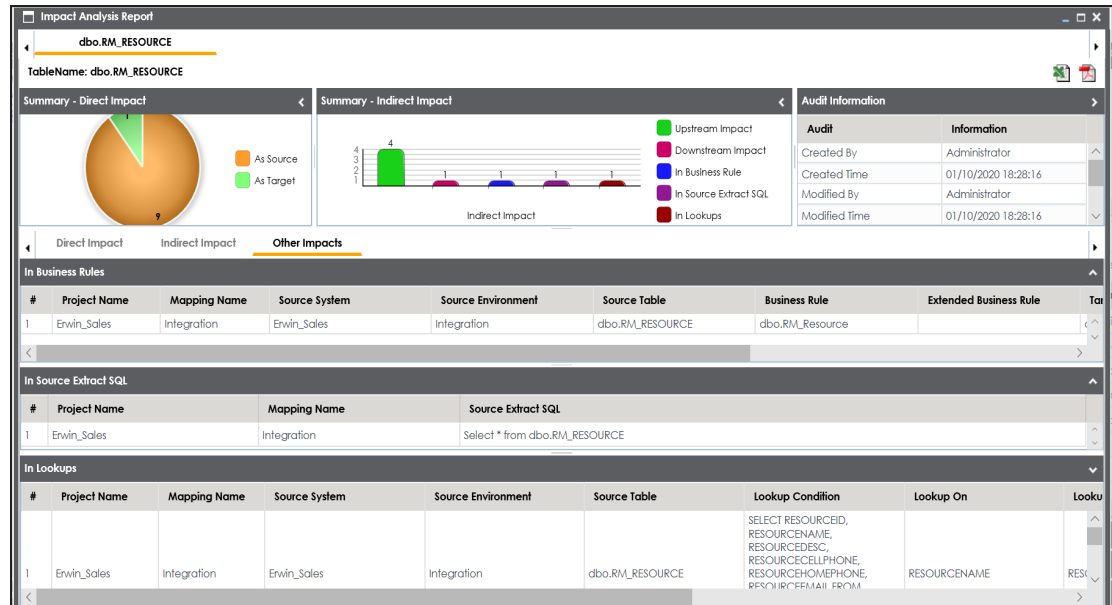 Impact Analysis Report
dbo.RM_RESOURCE
TableName: dbo.RM_RESOURCE
Summary - Direct Impact
1
9
As Source
As Target
Summary - Indirect Impact
4
3
2
1
4
1
1
1
1
Indirect Impact
Upstream Impact
Downstream Impact
In Business Rule
In Source Extract SQL
In Lookups
Audit Information
Audit Information
Created By Administrator
Created Time 01/10/2020 18:28:16
Modified By Administrator
Modified Time 01/10/2020 18:28:16
Direct Impact Indirect Impact Other Impacts
In Business Rules
# Project Name Mapping Name Source System Source Environment Source Table Business Rule Extended Business Rule Tar
1 Erwin_Sales Integration Erwin_Sales Integration dbo.RM_RESOURCE dbo.RM_Resource
In Source Extract SQL
# Project Name Mapping Name Source Extract SQL
1 Erwin_Sales Integration Select * from dbo.RM_RESOURCE
In Lookups
# Project Name Mapping Name Source System Source Environment Source Table Lookup Condition Lookup On Looku
SELECT RESOURCEID,
RESOURCENAME,
RESOURCEDESC,
RESOURCECELLPHONE,
1 Erwin_Sales Integration Erwin_Sales Integration dbo.RM_RESOURCE RESOURCEHOMEPHONE, RESOURCENAME
RESOURCEEMAIL FROM